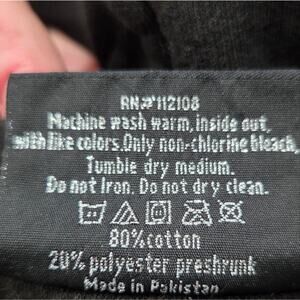 RN#112108
Machine wash warm, inside out,
with like colors. Only non-chlorine bleach.
Tumble dry medium.
Do not Iron. Do not dry clean.
80% cotton
20% polyester preshrunk
Made in Pakistan